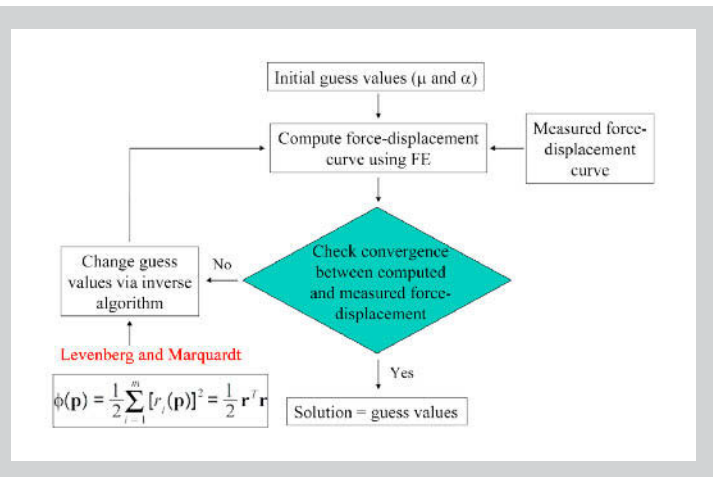 Initial guess values (μ and α)
Compute force-displacement
curve using FE
Measured force-
displacement
curve
Check convergence
between computed
and measured force-
displacement
No
Change guess
values via inverse
algorithm
Levenberg and Marquardt
ϕ(p) = 1/2 ∑_{i=1}^{m} [r_i(p)]² = 1/2 r^T r
Yes
Solution = guess values